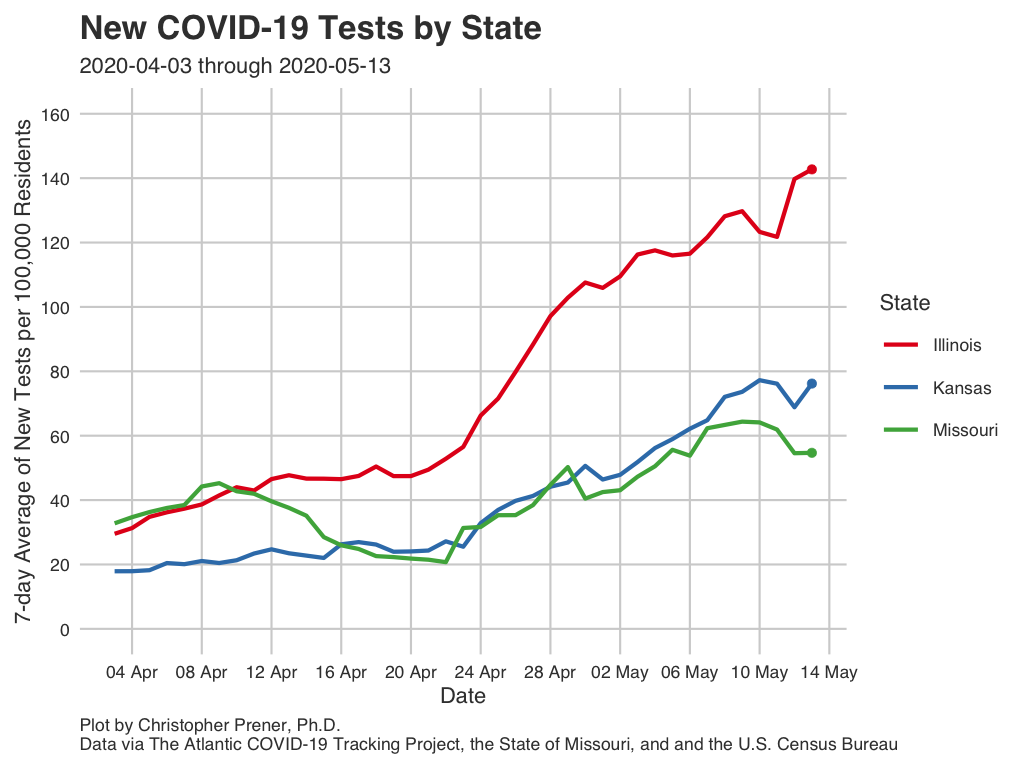 New COVID-19 Tests by State
2020-04-03 through 2020-05-13
7-day Average of New Tests per 100,000 Residents
160
140
120
100
80
60
40
20
0
04 Apr 08 Apr 12 Apr 16 Apr 20 Apr 24 Apr 28 Apr 02 May 06 May 10 May 14 May
Date
State
Illinois
Kansas
Missouri
Plot by Christopher Prener, Ph.D.
Data via The Atlantic COVID-19 Tracking Project, the State of Missouri, and and the U.S. Census Bureau